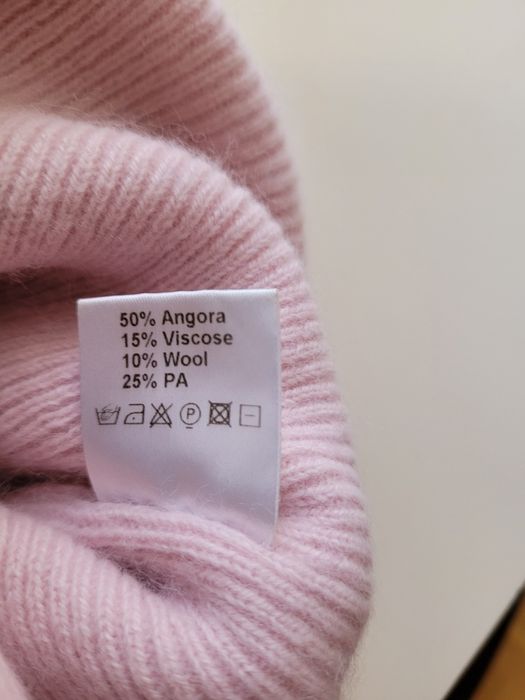 50% Angora
15% Viscose
10% Wool
25% PA
P